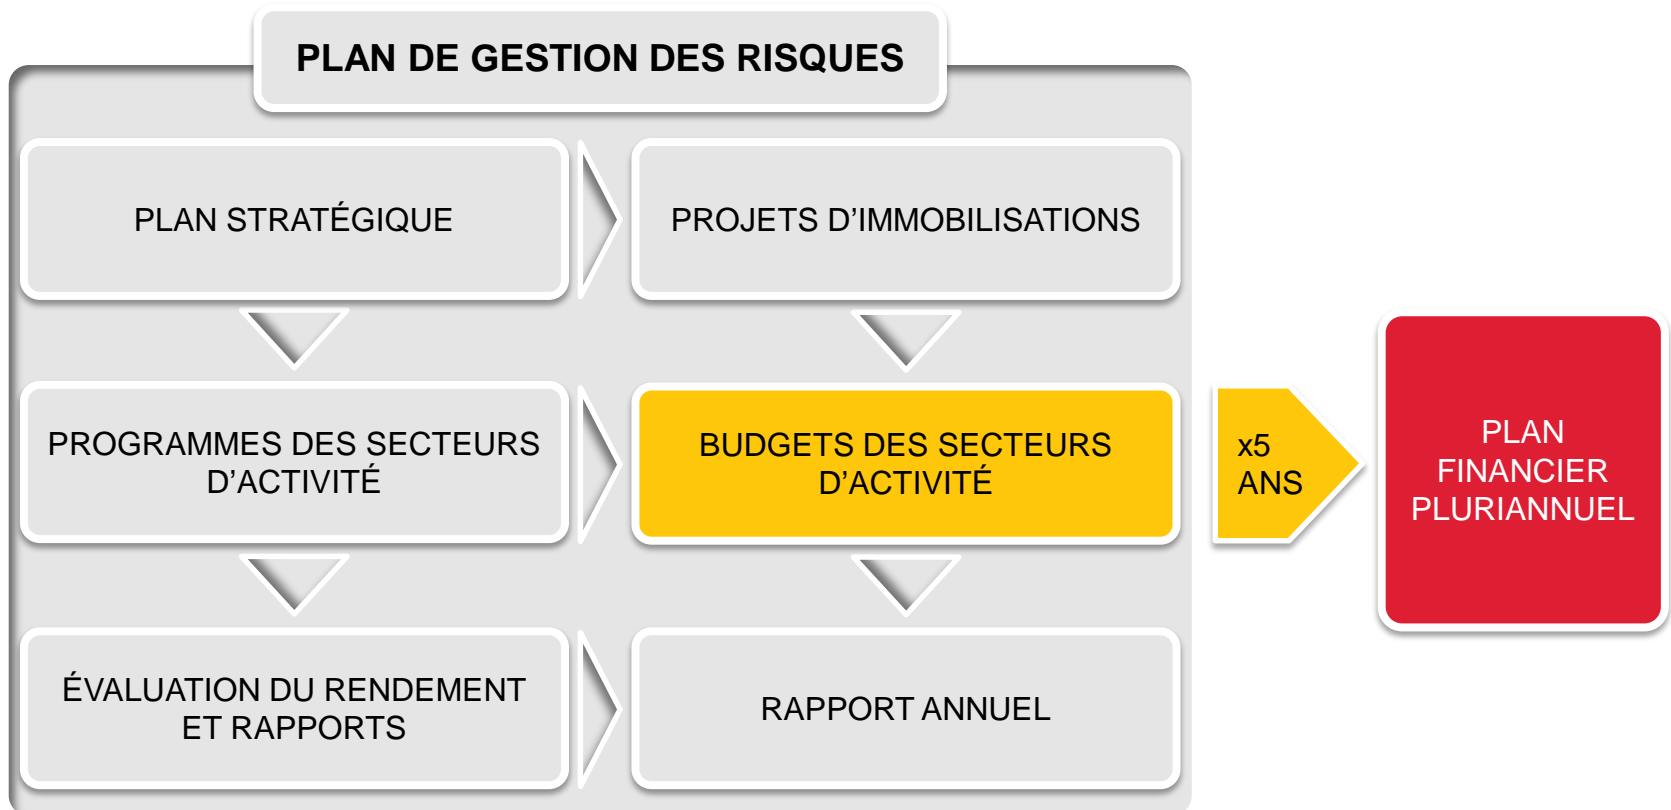 PLAN DE GESTION DES RISQUES
PLAN STRATÉGIQUE
PROJETS D’IMMOBILISATIONS
PROGRAMMES DES SECTEURS
D’ACTIVITÉ
BUDGETS DES SECTEURS
D’ACTIVITÉ
x5
ANS
PLAN
FINANCIER
PLURIANNUEL
ÉVALUATION DU RENDEMENT
ET RAPPORTS
RAPPORT ANNUEL